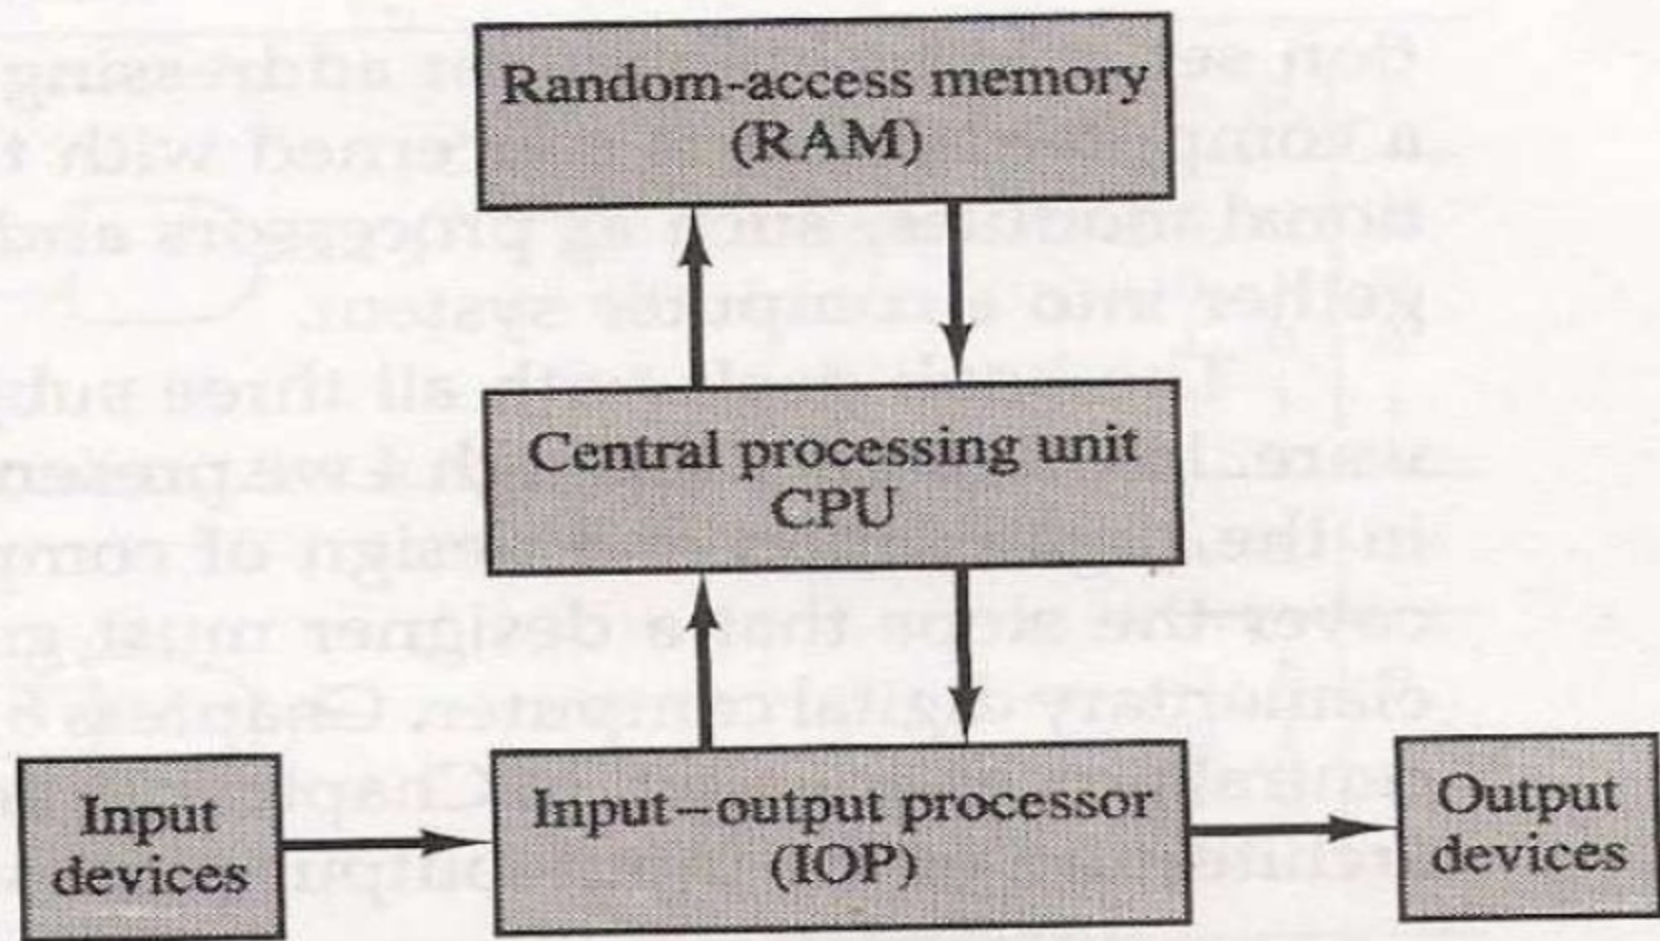 Random-access memory
(RAM)
Central processing unit
CPU
Input
devices
Input–output processor
(IOP)
Output
devices